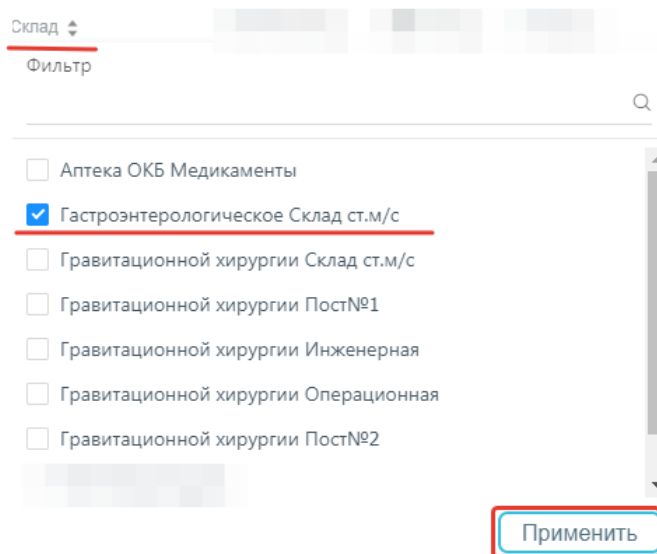 Склад
Фильтр
Аптека ОКБ Медикаменты
Гастроэнтерологическое Склад ст.м/с
Гравитационной хирургии Склад ст.м/с
Гравитационной хирургии Пост№1
Гравитационной хирургии Инженерная
Гравитационной хирургии Операционная
Гравитационной хирургии Пост№2
Применить